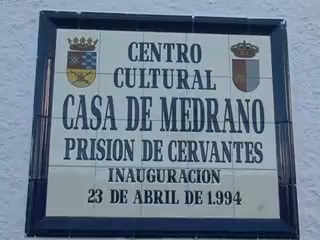 CENTRO
CULTURAL
CASA DE MEDRANO
PRISION DE CERVANTES
INAUGURACION
23 DE ABRIL DE 1.994